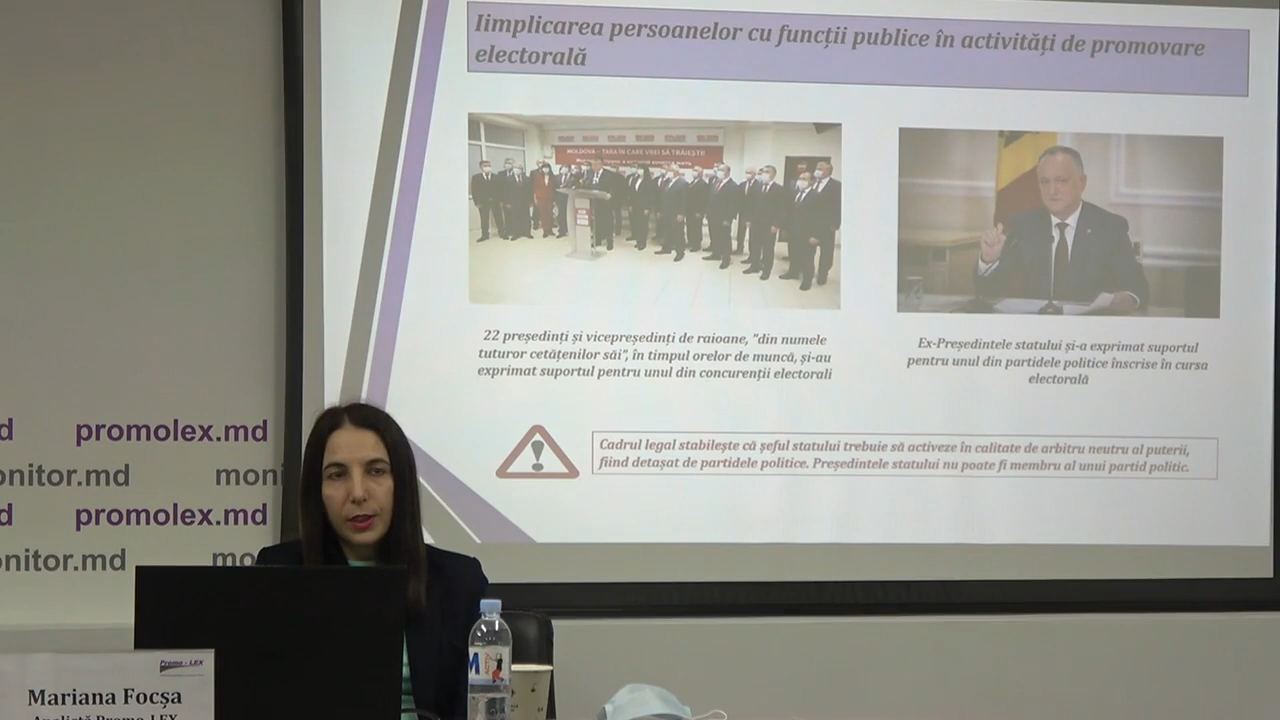 Iimplicarea persoanelor cu funcții publice în activități de promovare
electorală
MOLDOVA - ȚARA ÎN CARE VREI SĂ TRĂIEȘTI!
22 președinți și vicepreședinți de raioane, "din numele
tuturor cetățenilor săi", în timpul orelor de muncă, și-au
exprimat suportul pentru unul din concurenții electorali
Ex-Președintele statului și-a exprimat suportul
pentru unul din partidele politice înscrise în cursa
electorală
Cadrul legal stabilește că șeful statului trebuie să activeze în calitate de arbitru neutru al puterii,
fiind detașat de partidele politice. Președintele statului nu poate fi membru al unui partid politic.
d promolex.md
onitor.md moni
d promolex.md
onitor.md mo
Promo-LEX
Mariana Focșa
Analistă Promo-LEX
M